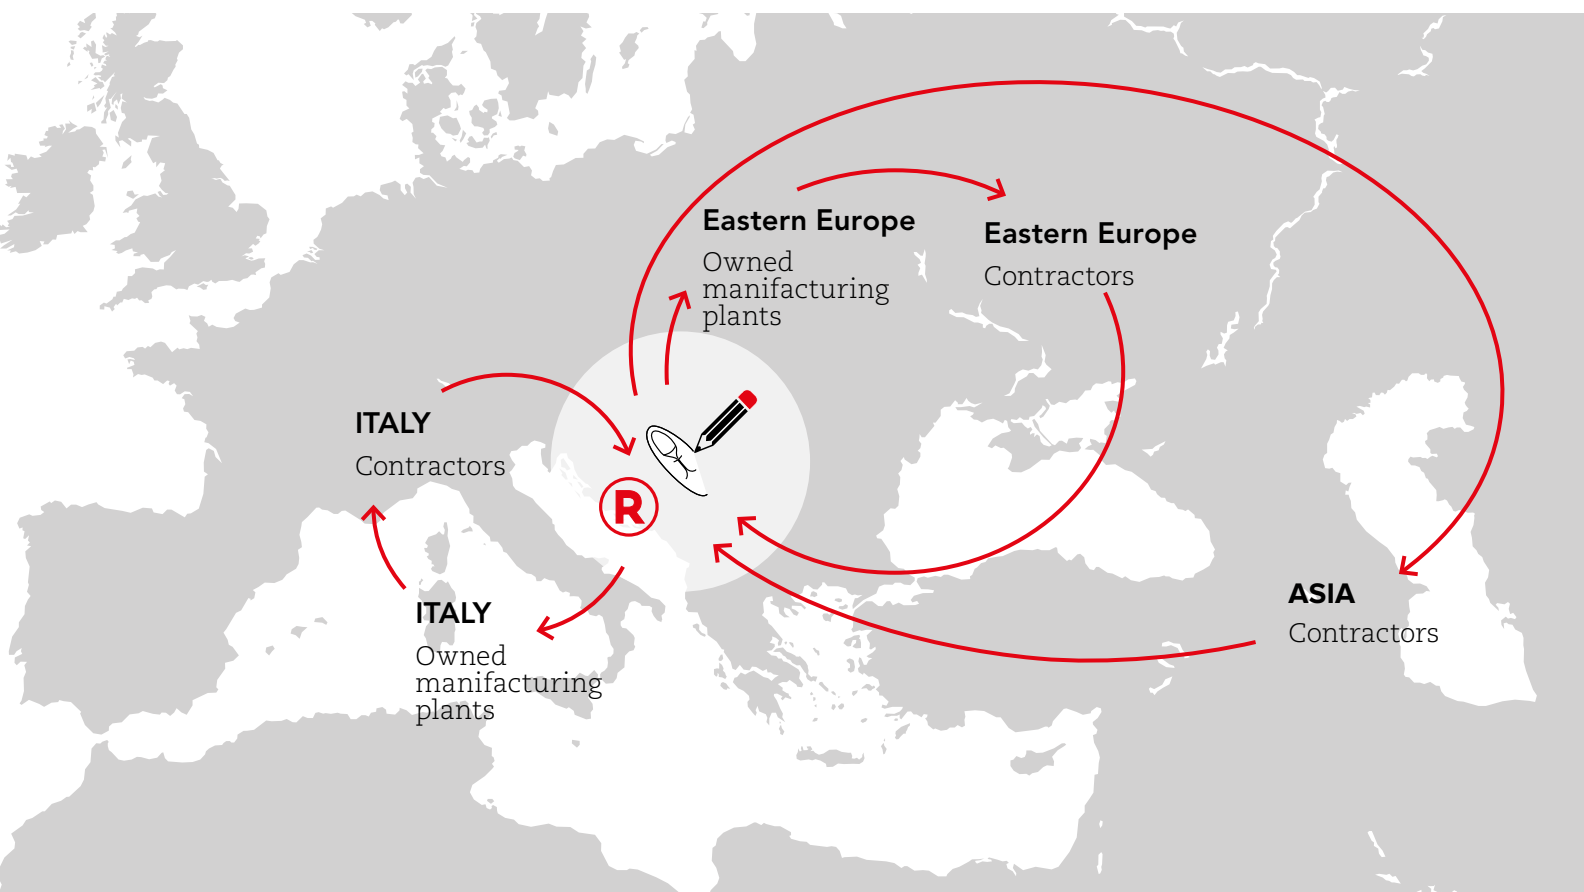 Eastern Europe
Owned
manifacturing
plants
Eastern Europe
Contractors
ITALY
Contractors
R
ITALY
Owned
manifacturing
plants
ASIA
Contractors